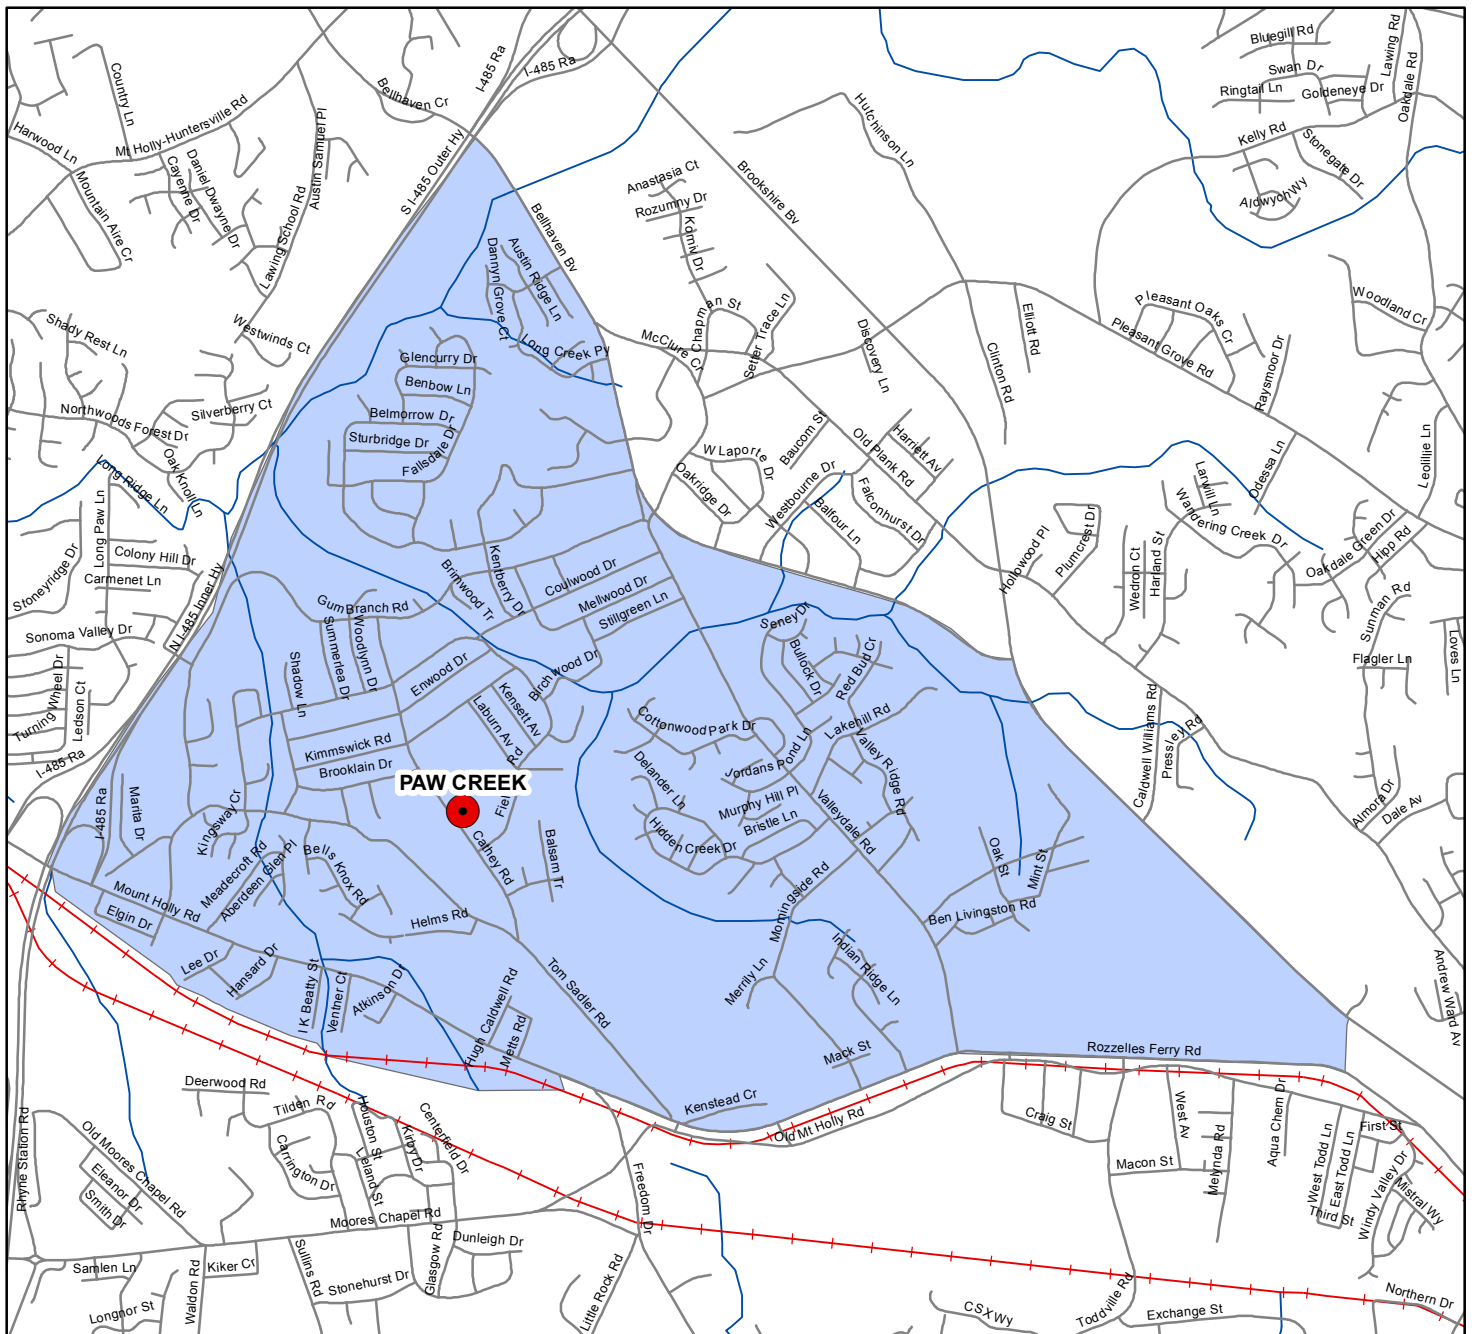 I-485 Ra
I-485 Ra
Bluegill Rd
Lawing Rd
Oakdale Rd
Swan Dr
Ringtail Ln
Goldeneye Dr
Country Ln
Bellhaven Cr
Mt Holly-Huntersville Rd
Harwood Ln
Austin Samuel Pl
Hutchinson Ln
Kelly Rd
Stonegate Dr
Cayenne Dr
Daniel Dwayne Dr
S I-485 Outer Hy
Mountain Aire Cr
Lawing School Rd
Anastasia Ct
Rozumny Dr
Komiv Dr
Brookshire Bv
Aldwych Wy
Bellhaven Bv
Dannyn Grove Ct
Austin Ridge Ln
Shady Rest Ln
Westwinds Ct
Chapman St
Setter Trace Ln
McClure Cr
Discovery Ln
Elliott Rd
Clinton Rd
Pleasant Oaks Cr
Pleasant Grove Rd
Woodland Cr
Raysmoor Dr
Long Creek Py
Glencurry Dr
Benbow Ln
Belmorrow Dr
Sturbridge Dr
Fallsdale Dr
Silverberry Ct
Northwoods Forest Dr
Oak Knoll Ln
Long Ridge Ln
Long Paw Ln
W Laporte Dr
Baucom St
Old Plank Rd
Harriett Av
Oakridge Dr
Westbourne Dr
Balfour Ln
Falconhurst Dr
Leolillie Ln
Odessa Ln
Larwill Ln
Wandering Creek Dr
Oakdale Green Dr
Hipp Rd
Hollowood Pl
Plumcrest Dr
Wedron Ct
Harland St
Sunman Rd
Loves Ln
Flagler Ln
Stoneyridge Dr
Colony Hill Dr
Carmenet Ln
Sonoma Valley Dr
N I-485 Inner Hy
Turning Wheel Dr
Ledson Ct
I-485 Ra
Gum Branch Rd
Summerlea Dr
Woodlynn Dr
Shadow Ln
Brimwood Tr
Kentberry Dr
Coulwood Dr
Mellwood Dr
Stillgreen Ln
Enwood Dr
Birchwood Dr
Kensett Av
Laburn Av
Rd
Kimmswick Rd
Brooklain Dr
PAW CREEK
Fiel
Seney Dr
Bullock Dr
Red Bud Cr
Cottonwood Park Dr
Lakehill Rd
Jordans Pond Ln
Valley Ridge Rd
Delander Ln
Murphy Hill Pl
Bristle Ln
Hidden Creek Dr
Valleydale Rd
Caldwell Williams Rd
Pressley Rd
Almora Dr
Dale Av
I-485 Ra
Marita Dr
Kingsway Cr
Meadecroft Rd
Aberdeen Glen Pl
Bells Knox Rd
Cathey Rd
Balsam Tr
Mount Holly Rd
Elgin Dr
Helms Rd
Morningside Rd
Oak St
Mint St
Ben Livingston Rd
Lee Dr
Hansard Dr
I K Beatty St
Ventner Ct
Atkinson Dr
Hugh Caldwell Rd
Metts Rd
Tom Sadler Rd
Merrily Ln
Indian Ridge Ln
Mack St
Andrew Ward Av
Rozzelles Ferry Rd
Kenstead Cr
Old Mt Holly Rd
Craig St
Macon St
West Av
Melynda Rd
Aqua Chem Dr
West Todd Ln
East Todd Ln
First St
Third St
Windy Valley Dr
Mistral Wy
Rhyne Station Rd
Old Moores Chapel Rd
Eleanor Dr
Smith Dr
Deerwood Rd
Tilden Rd
Houston St
Kirby Dr
Centerfield Dr
Carrington Dr
Leland St
Moores Chapel Rd
Dunleigh Dr
Glasgow Rd
Freedom Dr
Little Rock Rd
Samlen Ln
Kiker Cr
Longnor St
Waldon Rd
Sullins Rd
Stonehurst Dr
CSX Wy
Toddville Rd
Exchange St
Northern Dr